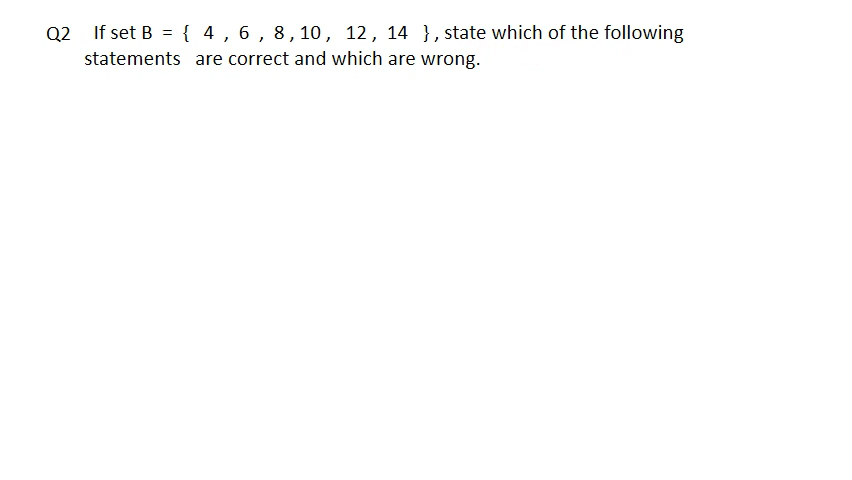 Q2 If set B = { 4 , 6 , 8 , 10 , 12 , 14 } , state which of the following
statements are correct and which are wrong.